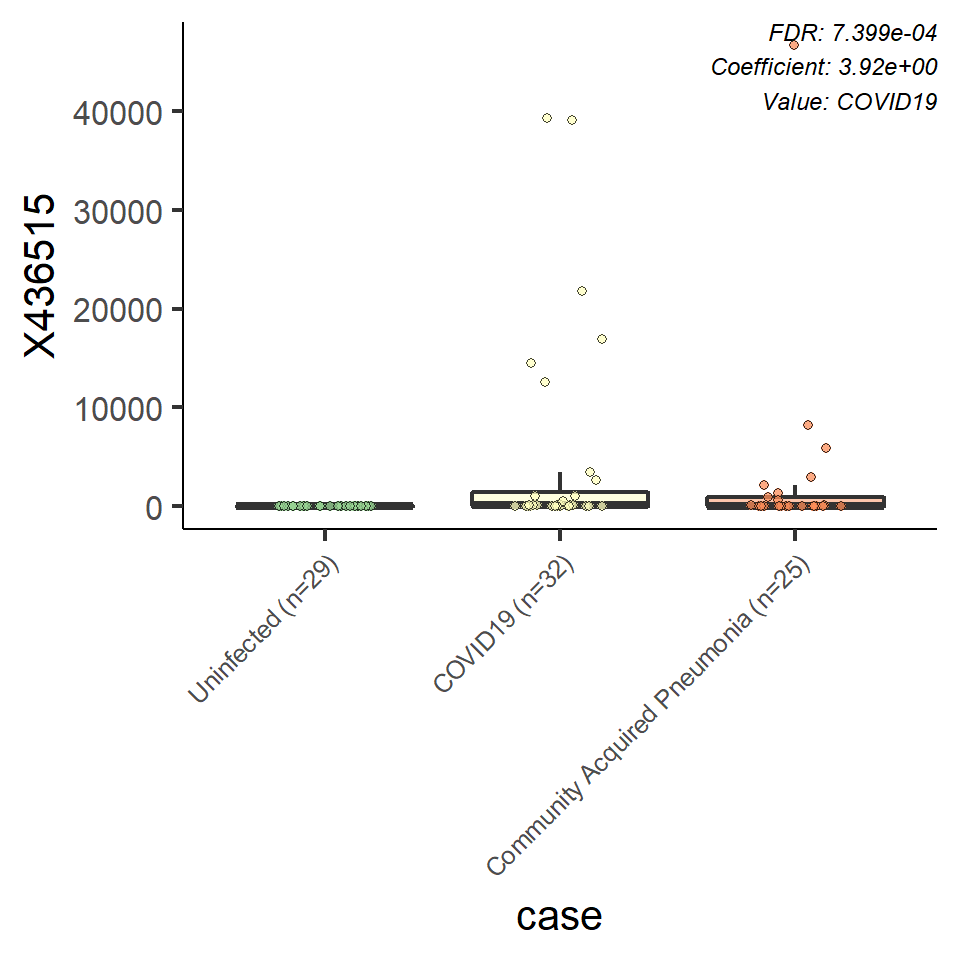 FDR: 7.399e-04
Coefficient: 3.92e+00
Value: COVID19
X436515
40000
30000
20000
10000
0
Uninfected (n=29)
COVID19 (n=32)
Community Acquired Pneumonia (n=25)
case